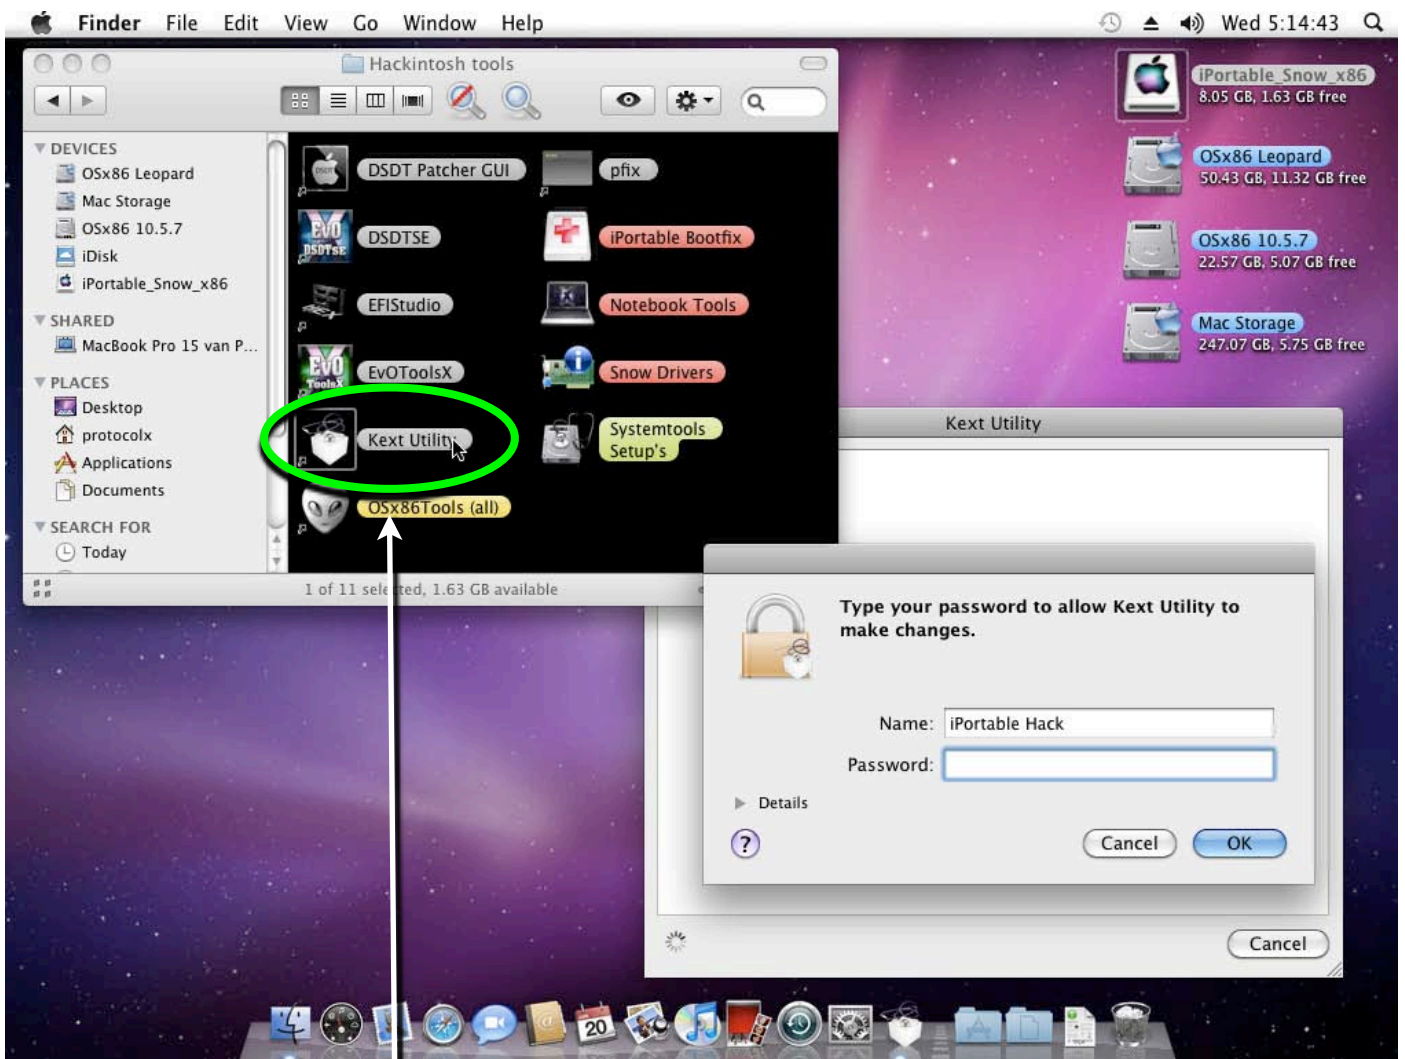 Finder File Edit View Go Window Help Wed 5:14:43
Hackintosh tools
DEVICES
OSx86 Leopard
Mac Storage
OSx86 10.5.7
iDisk
iPortable_Snow_x86
SHARED
MacBook Pro 15 van P...
PLACES
Desktop
protocolx
Applications
Documents
SEARCH FOR
Today
DSDT Patcher GUI
pfix
DSDTSE
iPortable Bootfix
EFIStudio
Notebook Tools
EvOToolsX
Snow Drivers
Kext Utility
Systemtools
Setup's
OSx86Tools (all)
DSDT
EVO
DSDTSE
EVO
ToolsX
1 of 11 selected, 1.63 GB available
iPortable_Snow_x86
8.05 GB, 1.63 GB free
OSx86 Leopard
50.43 GB, 11.32 GB free
OSx86 10.5.7
22.57 GB, 5.07 GB free
Mac Storage
247.07 GB, 5.75 GB free
Kext Utility
Type your password to allow Kext Utility to
make changes.
Name: iPortable Hack
Password:
Details
?
Cancel OK
Cancel
20